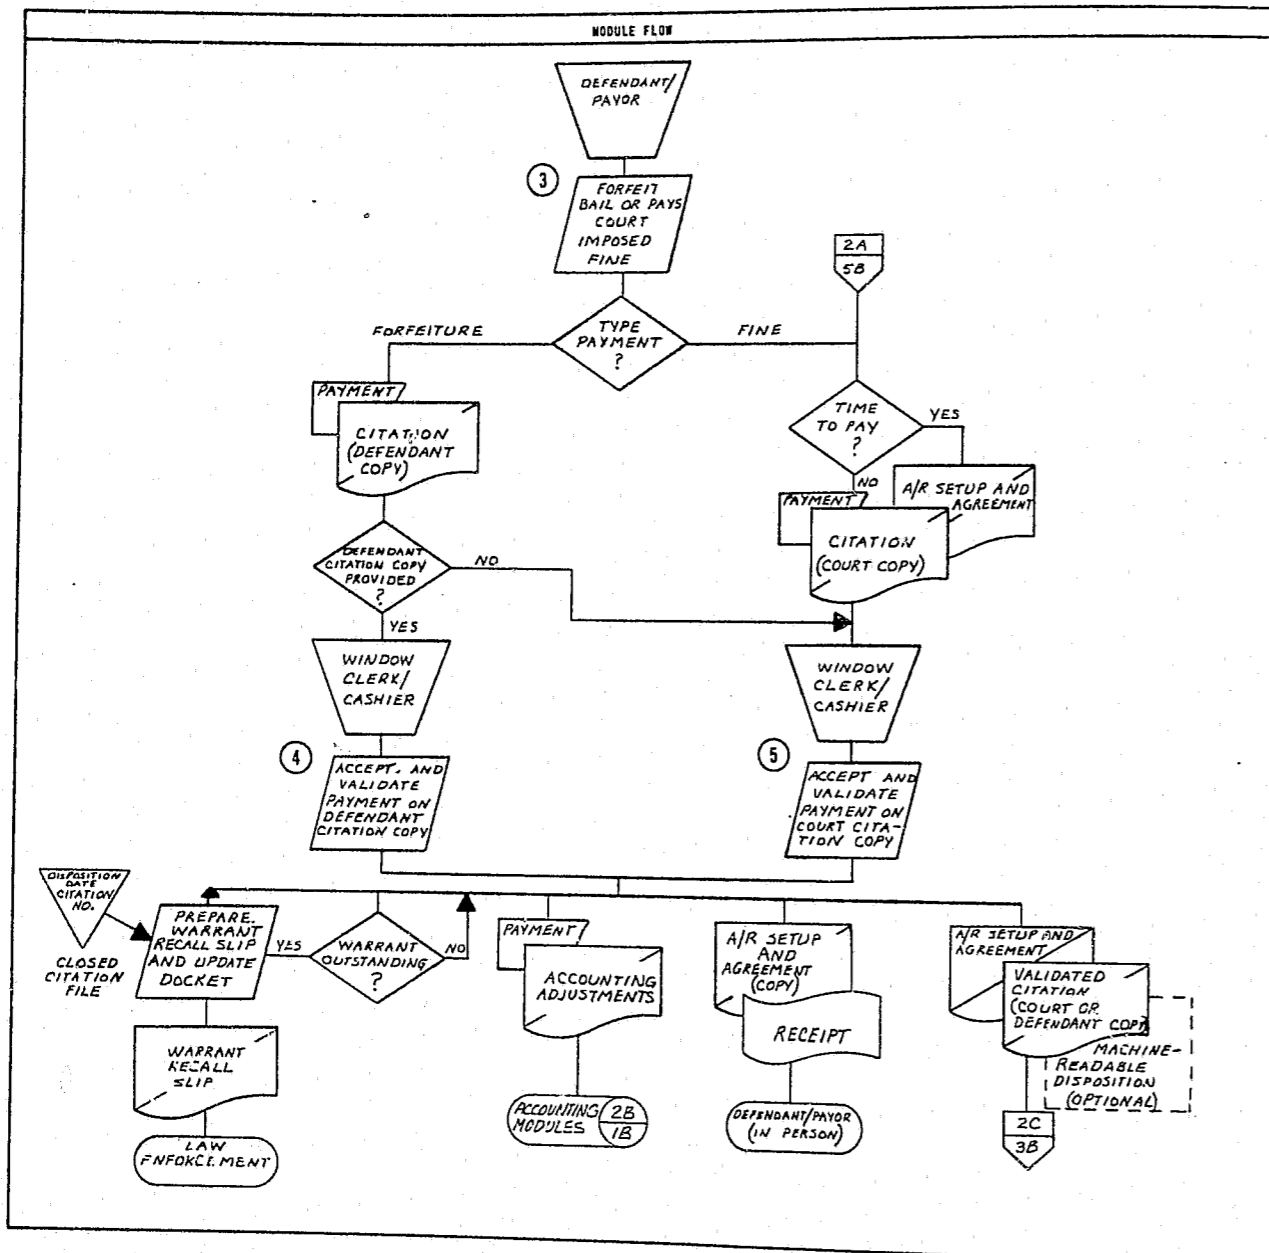 MODULE FLOW
DEFENDANT/
PAYOR
3
FORFEIT
BAIL OR PAYS
COURT
IMPOSED
FINE
2A
5B
FORFEITURE
TYPE
PAYMENT
?
FINE
PAYMENT
CITATION
(DEFENDANT
COPY)
TIME
TO PAY
?
YES
NO
A/R SETUP AND
AGREEMENT
PAYMENT
CITATION
(COURT COPY)
DEFENDANT
CITATION COPY
PROVIDED
?
NO
YES
WINDOW
CLERK/
CASHIER
WINDOW
CLERK/
CASHIER
4
ACCEPT. AND
VALIDATE
PAYMENT ON
DEFENDANT
CITATION COPY
5
ACCEPT AND
VALIDATE
PAYMENT ON
COURT CITA-
TION COPY
DISPOSITION
DATE
CITATION
NO.
CLOSED
CITATION
FILE
PREPARE
WARRANT
RECALL SLIP
AND UPDATE
DOCKET
YES
WARRANT
OUTSTANDING
?
NO
PAYMENT
ACCOUNTING
ADJUSTMENTS
A/R SETUP
AND
AGREEMENT
(COPY)
RECEIPT
A/R SETUP AND
AGREEMENT
VALIDATED
CITATION
(COURT OR
DEFENDANT COPY)
MACHINE-
READABLE
DISPOSITION
(OPTIONAL)
WARRANT
RECALL
SLIP
LAW
ENFORCEMENT
ACCOUNTING
MODULES
2B
1B
DEFENDANT/PAYOR
(IN PERSON)
2C
3B